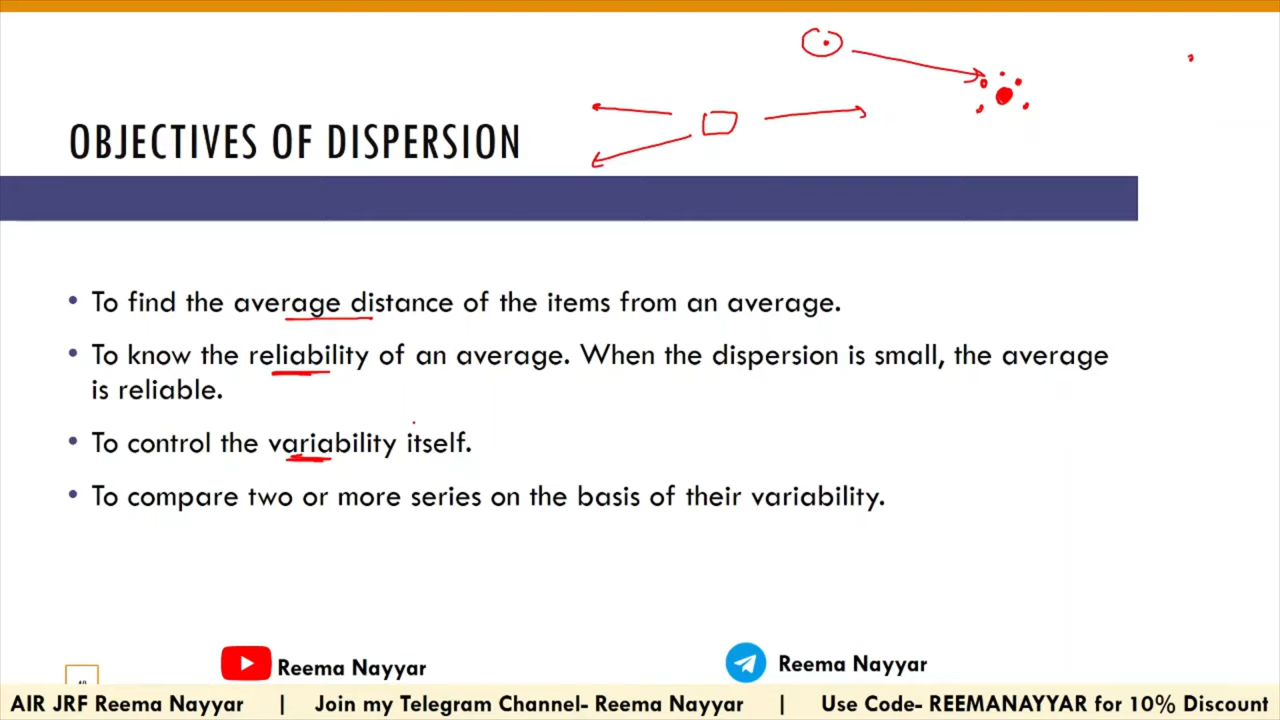 OBJECTIVES OF DISPERSION
• To find the average distance of the items from an average.
• To know the reliability of an average. When the dispersion is small, the average
is reliable.
• To control the variability itself.
• To compare two or more series on the basis of their variability.
Reema Nayyar
Reema Nayyar
AIR JRF Reema Nayyar | Join my Telegram Channel- Reema Nayyar | Use Code- REEMANAYYAR for 10% Discount